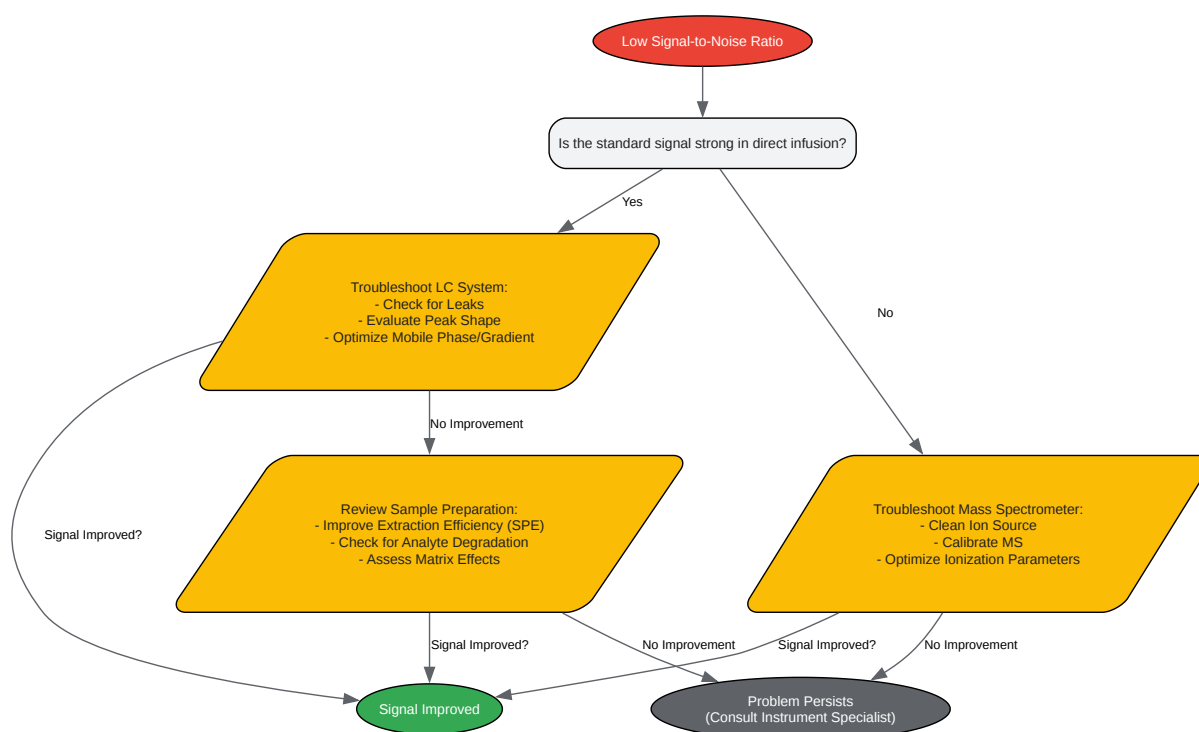 Low Signal-to-Noise Ratio
Is the standard signal strong in direct infusion?
Yes
No
Troubleshoot LC System:
- Check for Leaks
- Evaluate Peak Shape
- Optimize Mobile Phase/Gradient
No Improvement
Signal Improved?
Review Sample Preparation:
- Improve Extraction Efficiency (SPE)
- Check for Analyte Degradation
- Assess Matrix Effects
Troubleshoot Mass Spectrometer:
- Clean Ion Source
- Calibrate MS
- Optimize Ionization Parameters
Signal Improved?
No Improvement
Signal Improved?
No Improvement
Signal Improved
Problem Persists
(Consult Instrument Specialist)